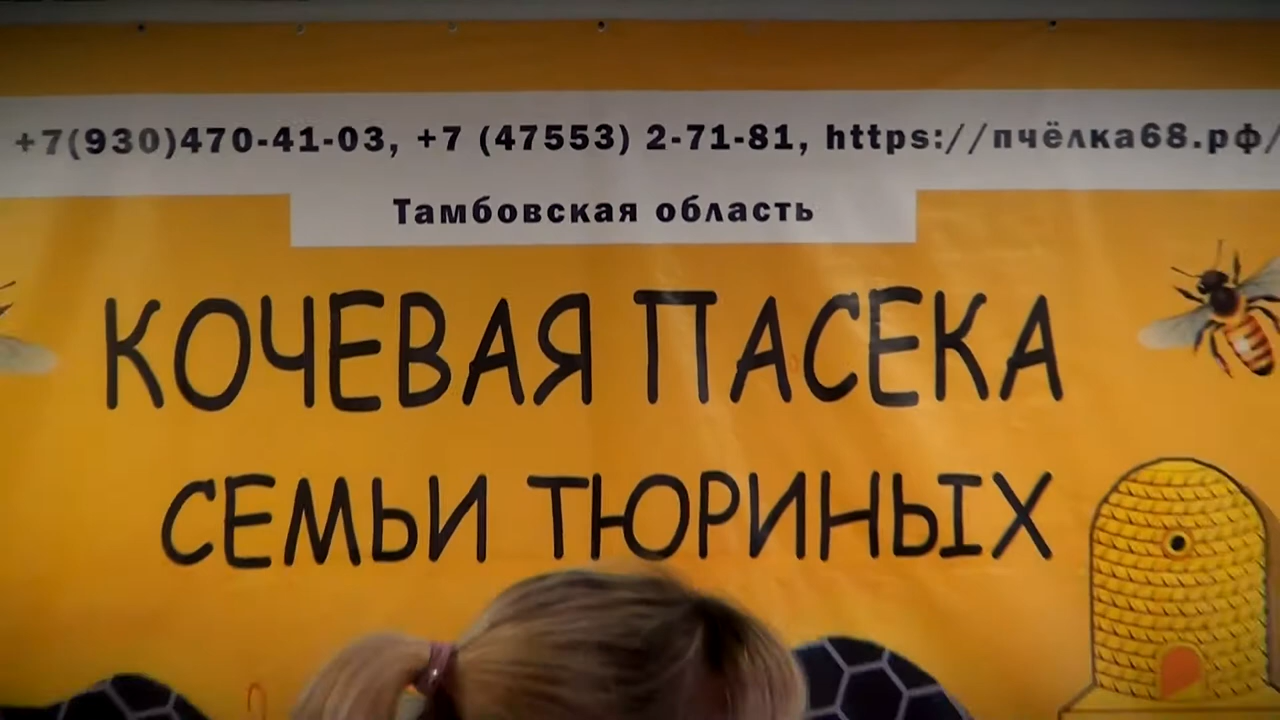 +7(930)470-41-03, +7 (47553) 2-71-81, https://пчёлка68.рф/
Тамбовская область
КОЧЕВАЯ ПАСЕКА
СЕМЬИ ТЮРИНЫХ